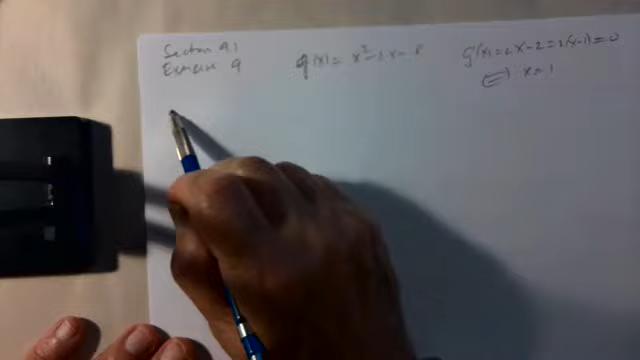 Section 9.1
Exercise 9
g(x) = x² - 2x - 8
g'(x) = 2x - 2 = 2(x-1) = 0
⟺ x = 1